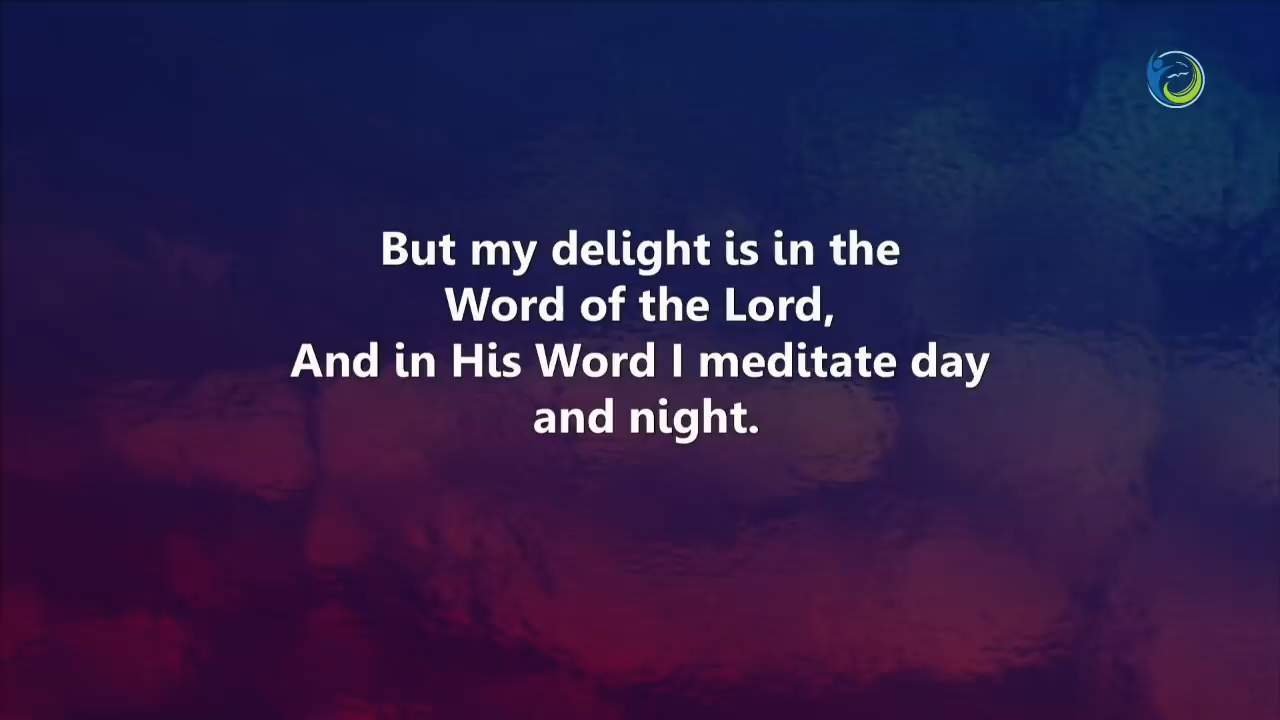 But my delight is in the
Word of the Lord,
And in His Word I meditate day
and night.